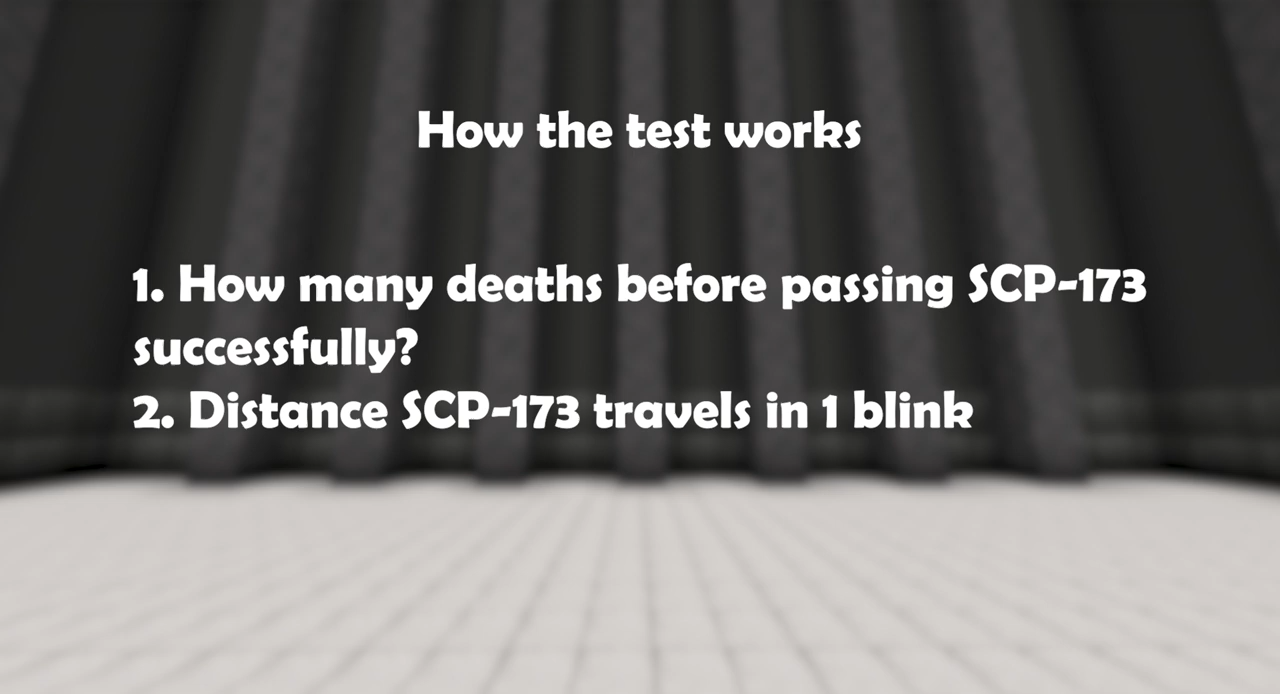 How the test works
1. How many deaths before passing SCP-173
successfully?
2. Distance SCP-173 travels in 1 blink